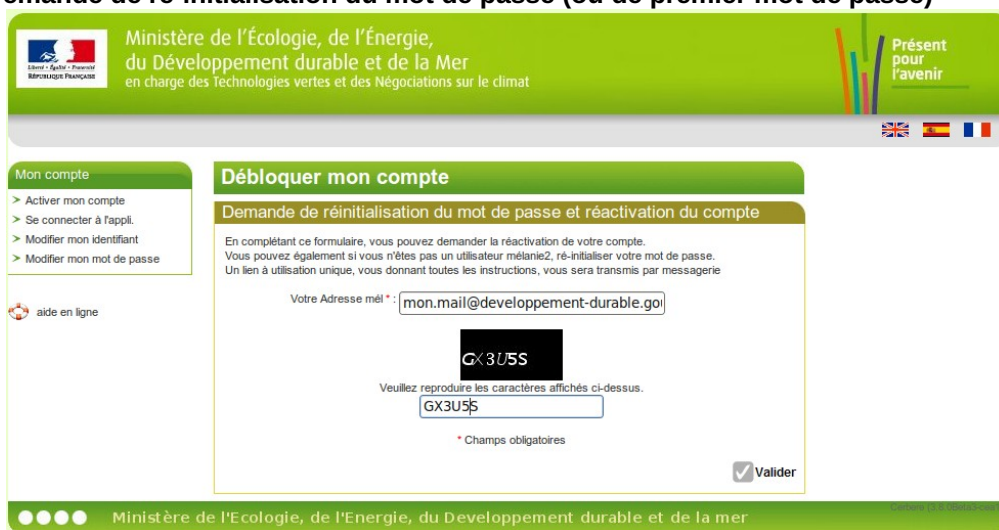 emande de ré-initialisation du mot de passe (ou de premier mot de passe)
Ministère de l'Écologie, de l'Énergie,
du Développement durable et de la Mer
en charge des Technologies vertes et des Négociations sur le climat
Liberté • Égalité • Fraternité
RÉPUBLIQUE FRANÇAISE
Présent
pour
l'avenir
Mon compte
> Activer mon compte
> Se connecter à l'appli.
> Modifier mon identifiant
> Modifier mon mot de passe
aide en ligne
Débloquer mon compte
Demande de réinitialisation du mot de passe et réactivation du compte
En complétant ce formulaire, vous pouvez demander la réactivation de votre compte.
Vous pouvez également si vous n'êtes pas un utilisateur mélanie2, ré-initialiser votre mot de passe.
Un lien à utilisation unique, vous donnant toutes les instructions, vous sera transmis par messagerie
Votre Adresse mél * : mon.mail@developpement-durable.gou
GX3U5S
Veuillez reproduire les caractères affichés ci-dessus.
GX3U5S
* Champs obligatoires
Valider
Ministère de l'Ecologie, de l'Energie, du Developpement durable et de la mer